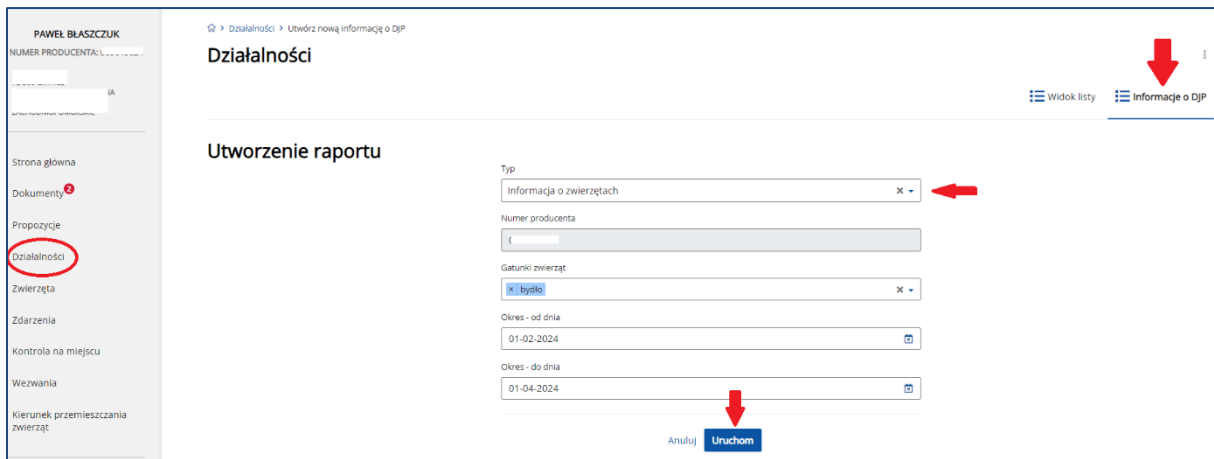 PAWEŁ BŁASZCZUK
NUMER PRODUCENTA:
Strona główna
Dokumenty 2
Propozycje
Działalności
Zwierzęta
Zdarzenia
Kontrola na miejscu
Wezwania
Kierunek przemieszczania
zwierząt
> Działalności > Utwórz nową informację o DJP
Działalności
Widok listy
Informacje o DJP
Utworzenie raportu
Typ
Informacja o zwierzętach
Numer producenta
Gatunki zwierząt
× bydło
Okres - od dnia
01-02-2024
Okres - do dnia
01-04-2024
Anuluj Uruchom